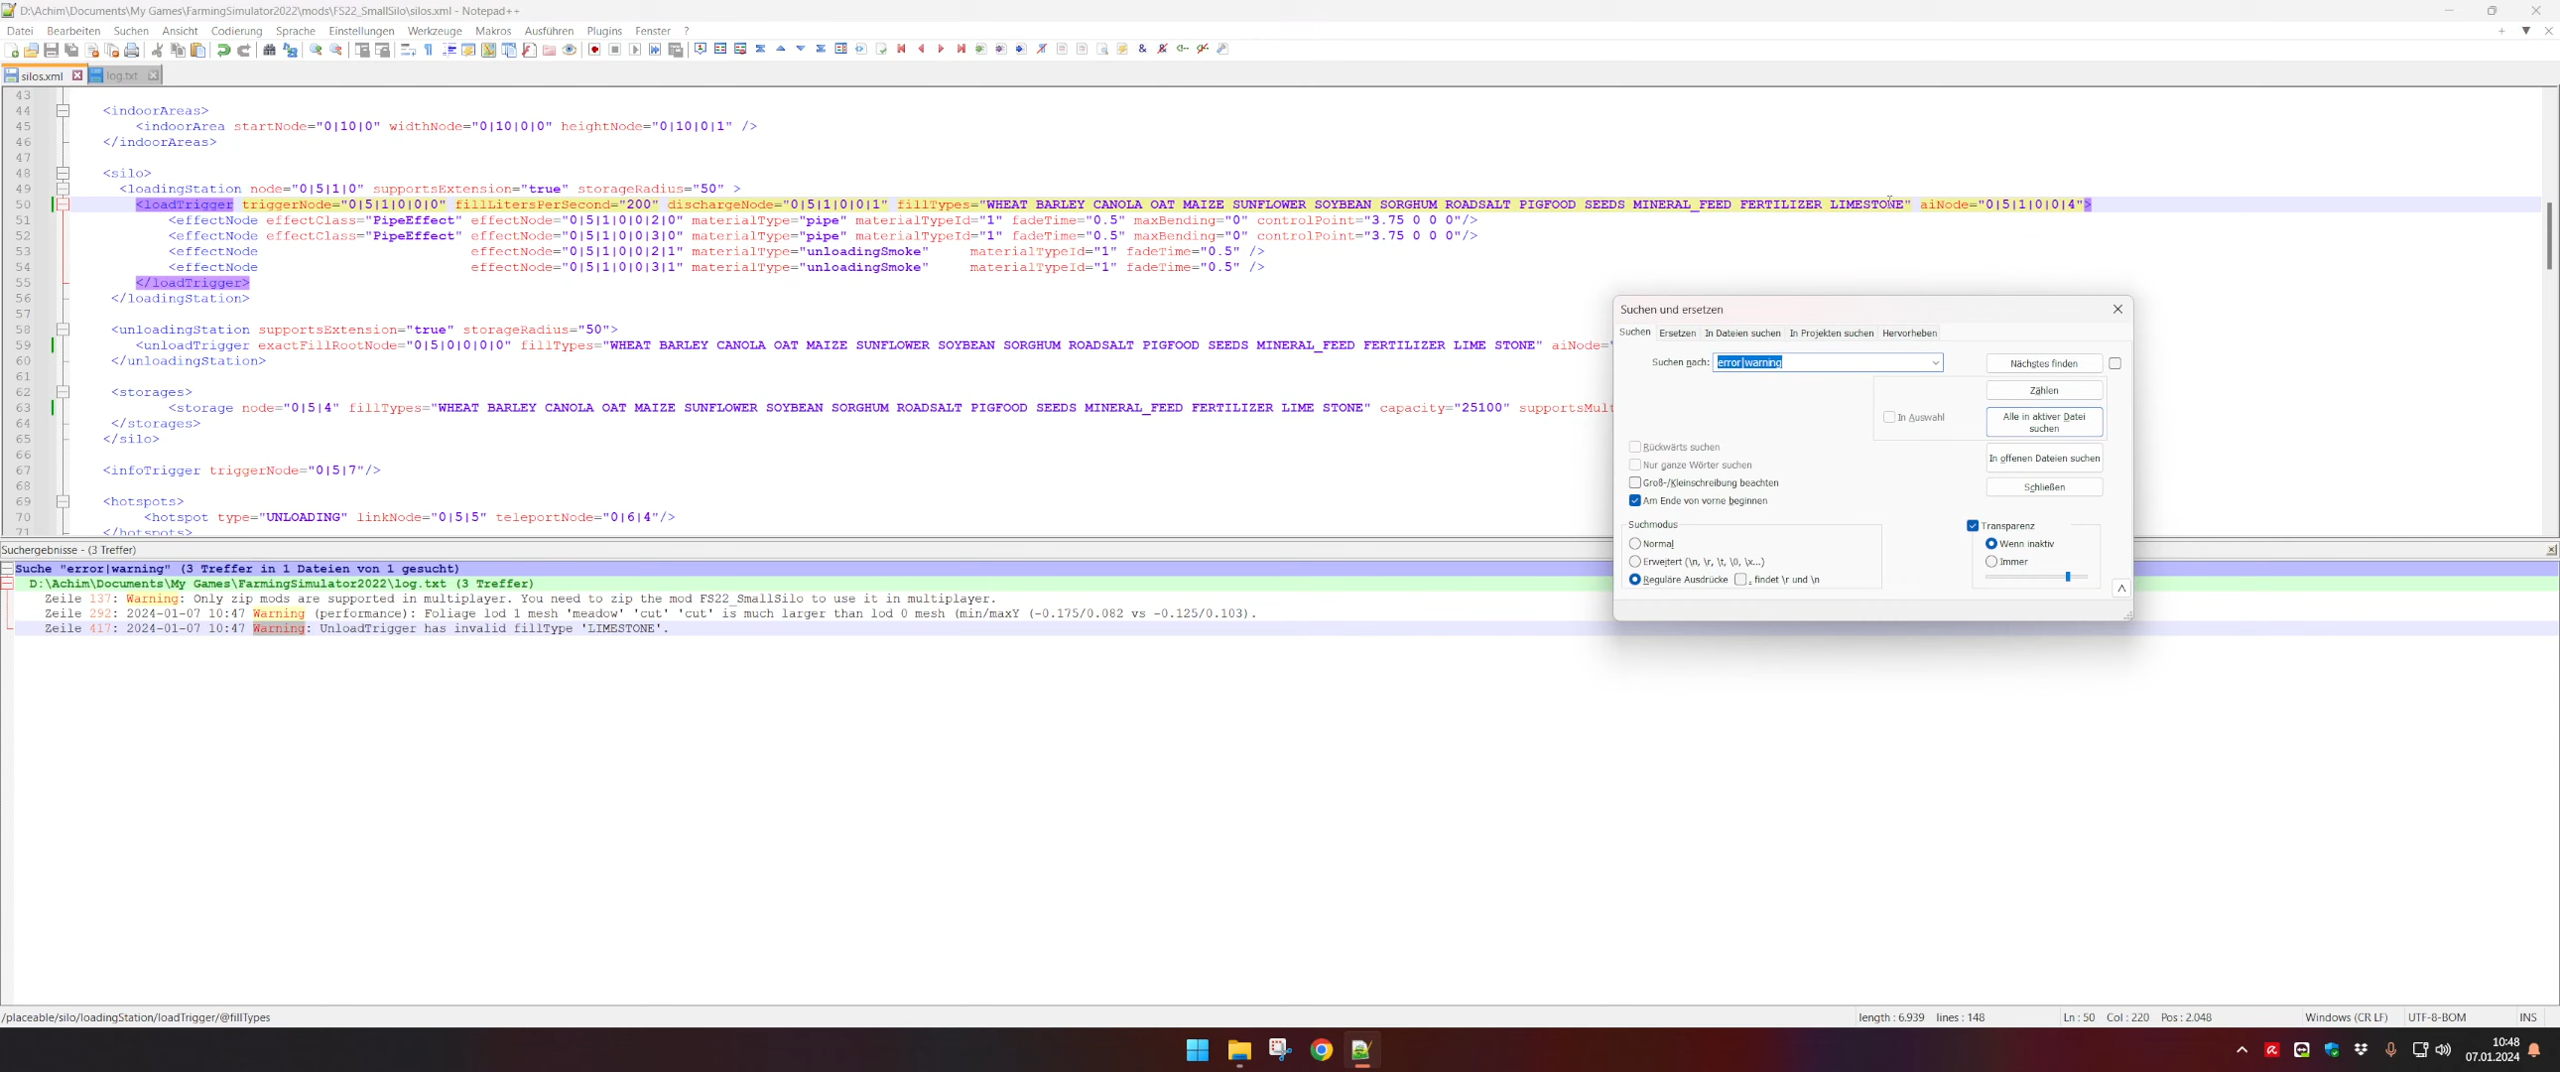 D:\Achim\Documents\My Games\FarmingSimulator2022\mods\FS22_SmallSilo\silos.xml - Notepad++
Datei Bearbeiten Suchen Ansicht Codierung Sprache Einstellungen Werkzeuge Makros Ausführen Plugins Fenster ?
silos.xml log.txt
43
44 <indoorAreas>
45 <indoorArea startNode="0|10|0" widthNode="0|10|0|0" heightNode="0|10|0|1" />
46 </indoorAreas>
47
48 <silo>
49 <loadingStation node="0|5|1|0" supportsExtension="true" storageRadius="50" >
50 <loadTrigger triggerNode="0|5|1|0|0|0" fillLitersPerSecond="200" dischargeNode="0|5|1|0|0|1" fillTypes="WHEAT BARLEY CANOLA OAT MAIZE SUNFLOWER SOYBEAN SORGHUM ROADSALT PIGFOOD SEEDS MINERAL_FEED FERTILIZER LIMESTONE" aiNode="0|5|1|0|0|4">
51 <effectNode effectClass="PipeEffect" effectNode="0|5|1|0|0|2|0" materialType="pipe" materialTypeId="1" fadeTime="0.5" maxBending="0" controlPoint="3.75 0 0 0"/>
52 <effectNode effectClass="PipeEffect" effectNode="0|5|1|0|0|3|0" materialType="pipe" materialTypeId="1" fadeTime="0.5" maxBending="0" controlPoint="3.75 0 0 0"/>
53 <effectNode effectNode="0|5|1|0|0|2|1" materialType="unloadingSmoke" materialTypeId="1" fadeTime="0.5" />
54 <effectNode effectNode="0|5|1|0|0|3|1" materialType="unloadingSmoke" materialTypeId="1" fadeTime="0.5" />
55 </loadTrigger>
56 </loadingStation>
57
58 <unloadingStation supportsExtension="true" storageRadius="50">
59 <unloadTrigger exactFillRootNode="0|5|0|0|0|0" fillTypes="WHEAT BARLEY CANOLA OAT MAIZE SUNFLOWER SOYBEAN SORGHUM ROADSALT PIGFOOD SEEDS MINERAL_FEED FERTILIZER LIME STONE" aiNode="
60 </unloadingStation>
61
62 <storages>
63 <storage node="0|5|4" fillTypes="WHEAT BARLEY CANOLA OAT MAIZE SUNFLOWER SOYBEAN SORGHUM ROADSALT PIGFOOD SEEDS MINERAL_FEED FERTILIZER LIME STONE" capacity="25100" supportsMul
64 </storages>
65 </silo>
66
67 <infoTrigger triggerNode="0|5|7"/>
68
69 <hotspots>
70 <hotspot type="UNLOADING" linkNode="0|5|5" teleportNode="0|6|4"/>
71 </hotspots>
Suchen und ersetzen
Suchen Ersetzen In Dateien suchen In Projekten suchen Hervorheben
Suchen nach: error|warning Nächstes finden
Zählen
In Auswahl Alle in aktiver Datei suchen
Rückwärts suchen
Nur ganze Wörter suchen In offenen Dateien suchen
Groß-/Kleinschreibung beachten Schließen
Am Ende von vorne beginnen
Suchmodus Transparenz
Normal Wenn inaktiv
Erweitert (\n, \r, \t, \0, \x...) Immer
Reguläre Ausdrücke . findet \r und \n
Suchergebnisse - (3 Treffer)
Suche "error|warning" (3 Treffer in 1 Dateien von 1 gesucht)
D:\Achim\Documents\My Games\FarmingSimulator2022\log.txt (3 Treffer)
Zeile 137: Warning: Only zip mods are supported in multiplayer. You need to zip the mod FS22_SmallSilo to use it in multiplayer.
Zeile 292: 2024-01-07 10:47 Warning (performance): Foliage lod 1 mesh 'meadow' 'cut' 'cut' is much larger than lod 0 mesh (min/maxY (-0.175/0.082 vs -0.125/0.103).
Zeile 417: 2024-01-07 10:47 Warning: UnloadTrigger has invalid fillType 'LIMESTONE'.
/placeable/silo/loadingStation/loadTrigger/@fillTypes length : 6.939 lines : 148 Ln : 50 Col : 220 Pos : 2.048 Windows (CR LF) UTF-8-BOM INS
10:48
07.01.2024